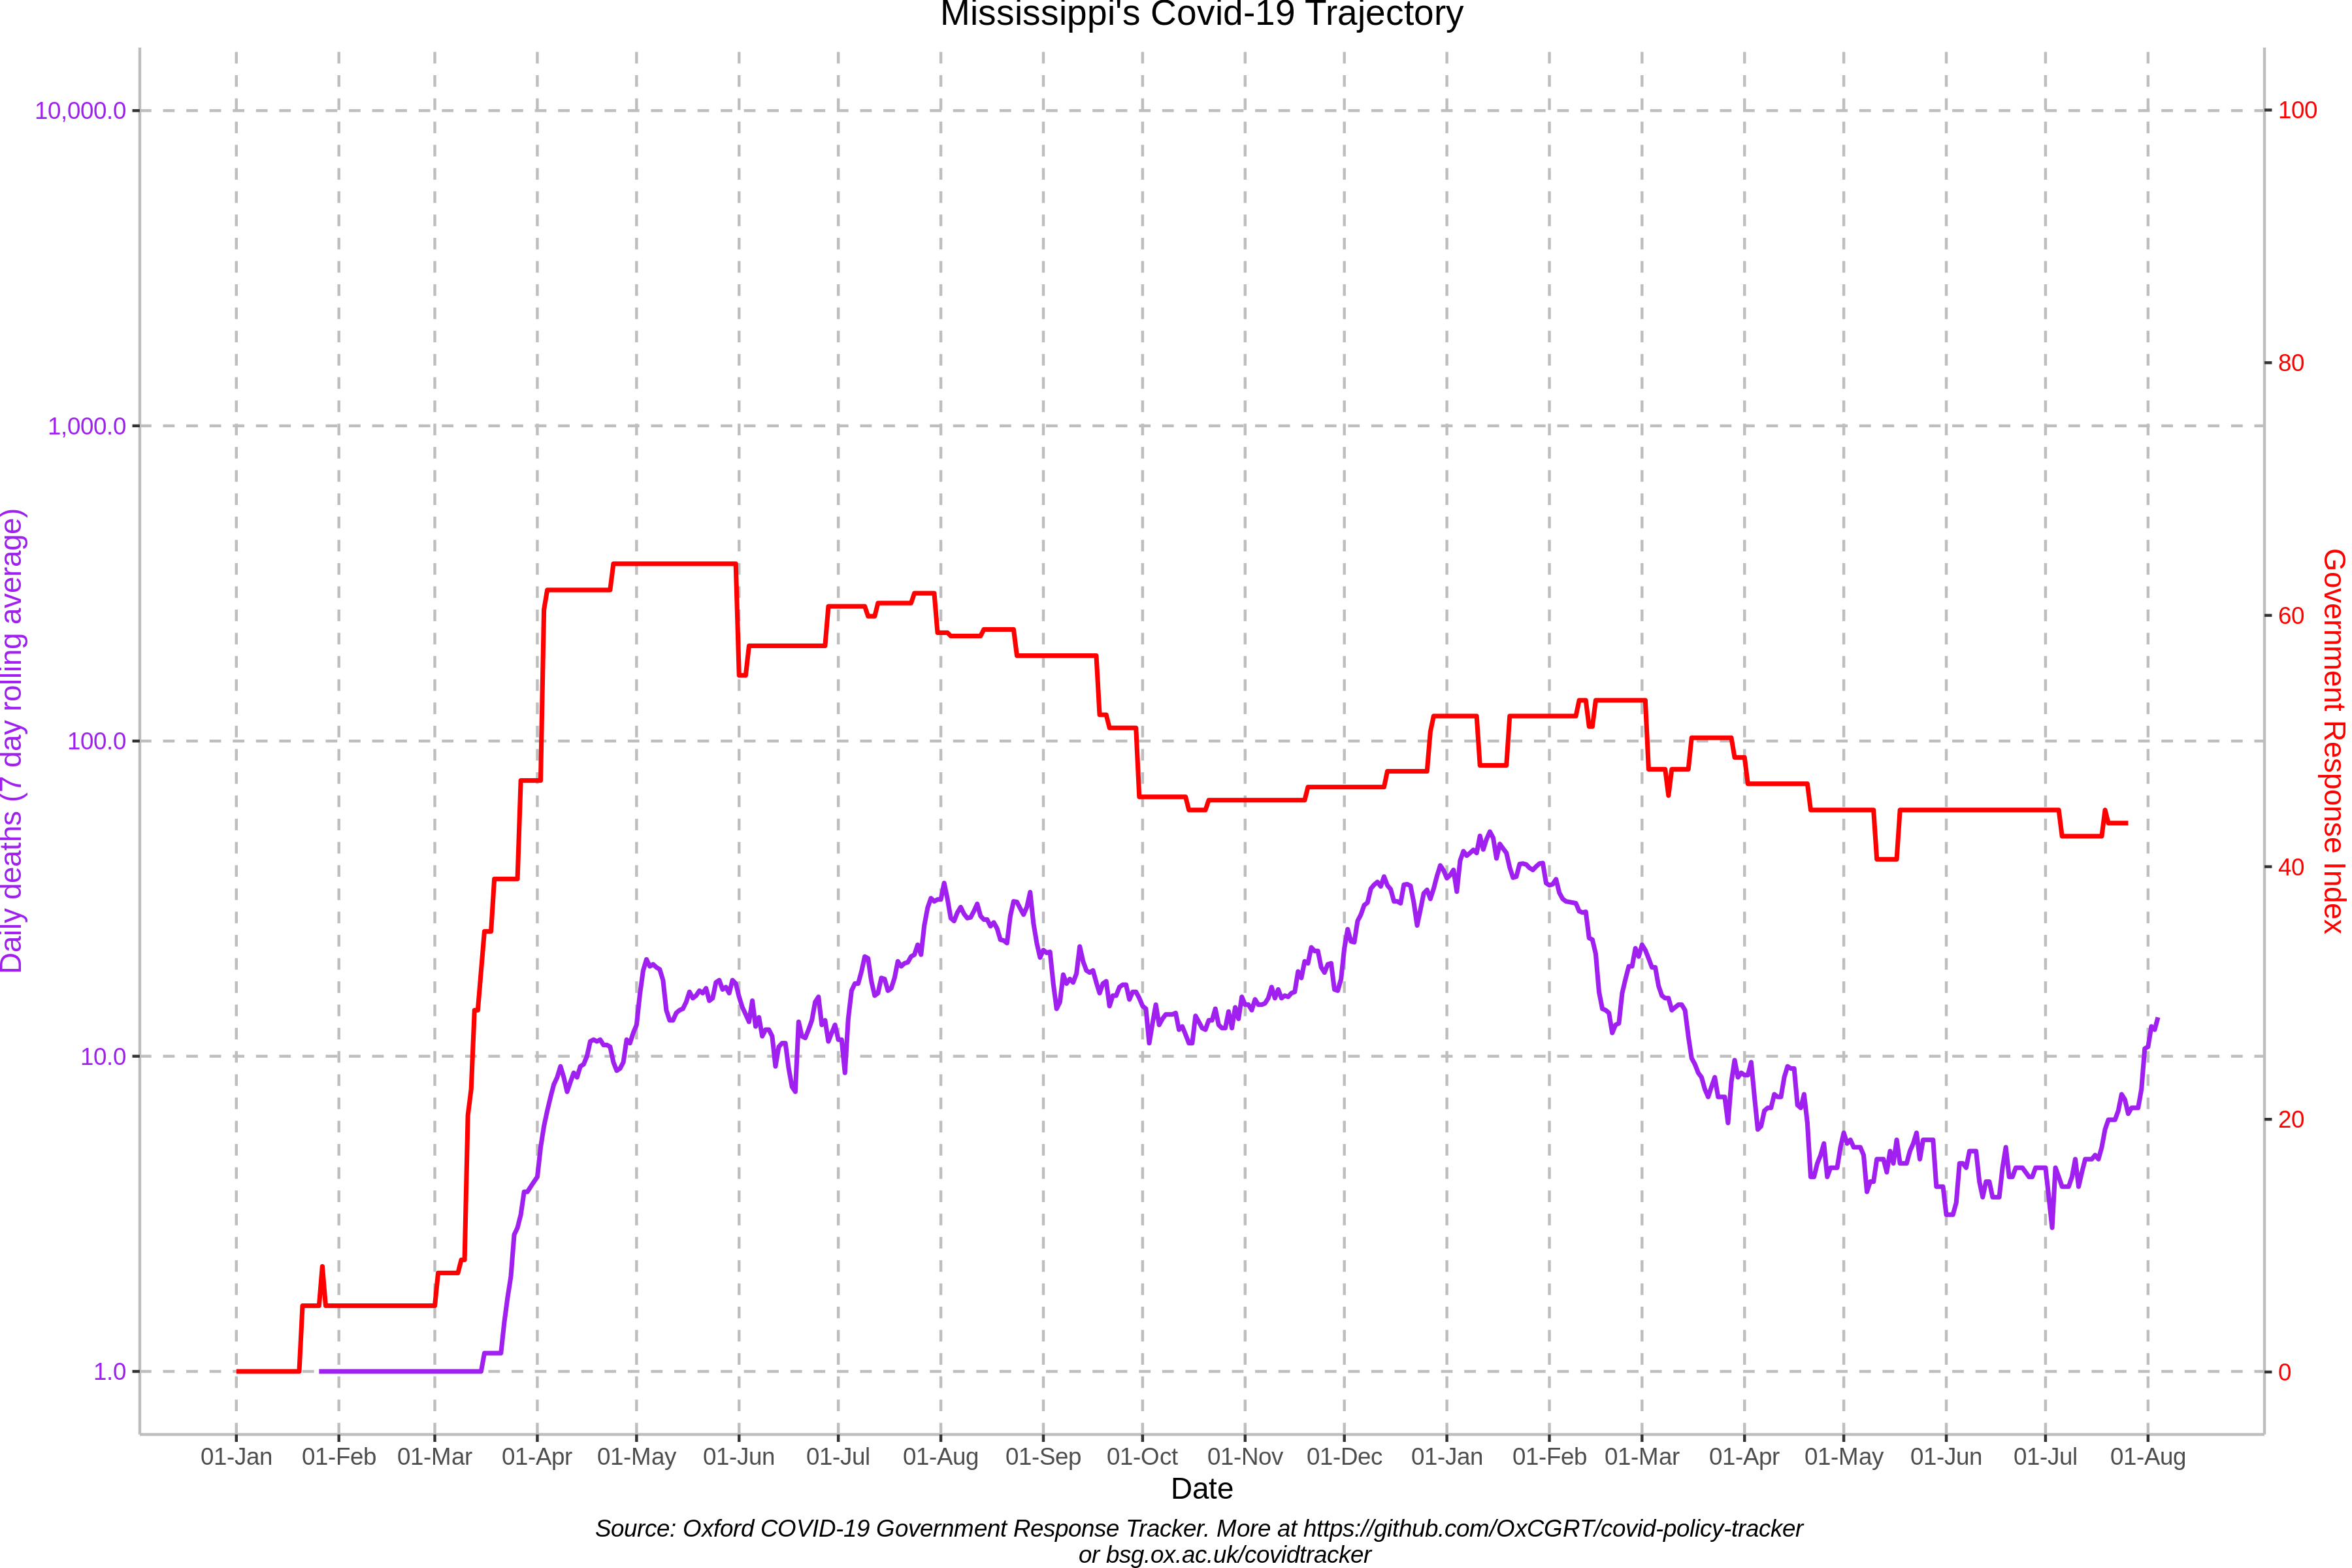 Mississippi's Covid-19 Trajectory
10,000.0
1,000.0
100.0
10.0
1.0
Daily deaths (7 day rolling average)
100
80
60
40
20
0
Government Response Index
01-Jan 01-Feb 01-Mar 01-Apr 01-May 01-Jun 01-Jul 01-Aug 01-Sep 01-Oct 01-Nov 01-Dec 01-Jan 01-Feb 01-Mar 01-Apr 01-May 01-Jun 01-Jul 01-Aug
Date
Source: Oxford COVID-19 Government Response Tracker. More at https://github.com/OxCGRT/covid-policy-tracker
or bsg.ox.ac.uk/covidtracker